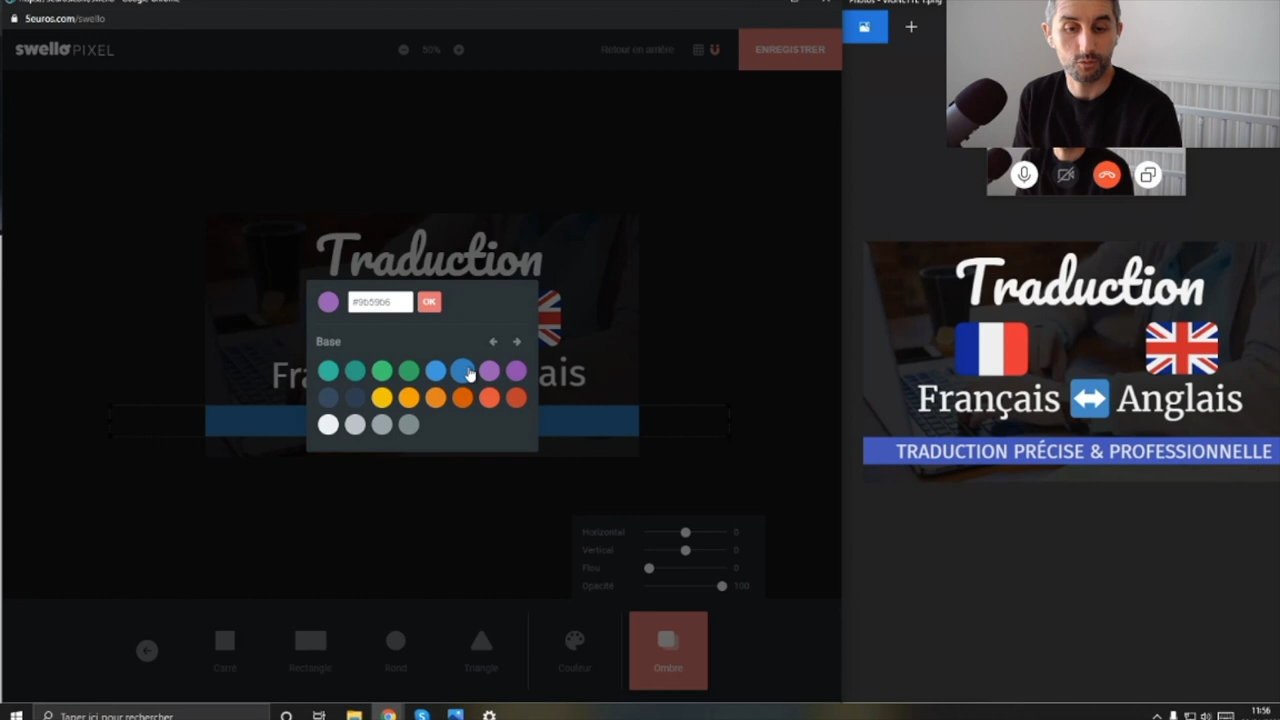 5euros.com/swello
swello PIXEL
50%
Retour en arrière
ENREGISTRER
Traduction
#9b59b6
OK
Base
Fra
ais
Horizontal
0
Vertical
0
Flou
0
Opacité
100
Carré
Rectangle
Rond
Triangle
Couleur
Ombre
Taper ici pour rechercher
Traduction
Français Anglais
TRADUCTION PRÉCISE & PROFESSIONNELLE
11:56